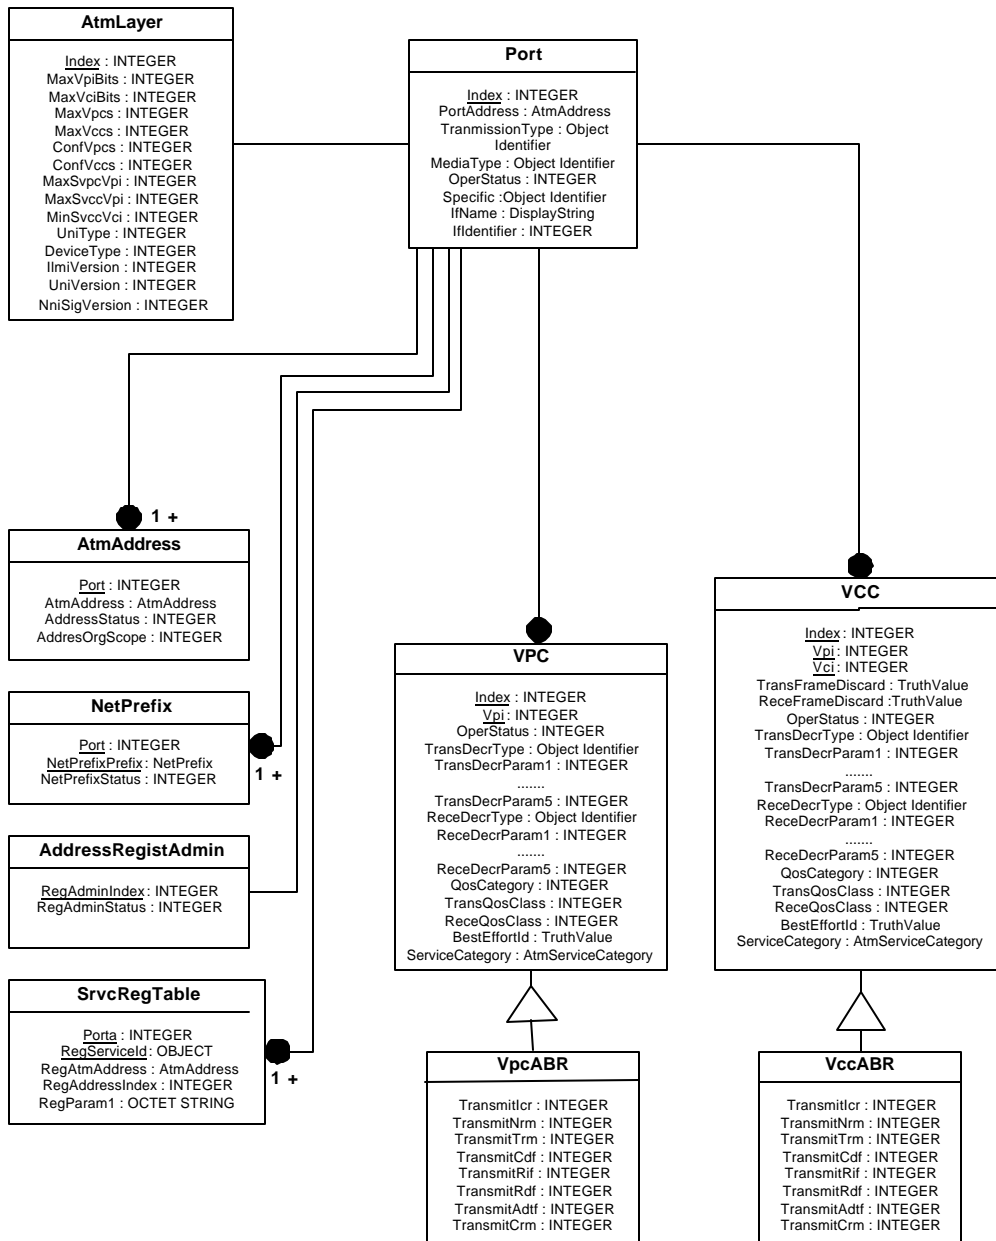 AtmLayer
Index : INTEGER
MaxVpiBits : INTEGER
MaxVciBits : INTEGER
MaxVpcs : INTEGER
MaxVccs : INTEGER
ConfVpcs : INTEGER
ConfVccs : INTEGER
MaxSvpcVpi : INTEGER
MaxSvccVpi : INTEGER
MinSvccVci : INTEGER
UniType : INTEGER
DeviceType : INTEGER
IlmiVersion : INTEGER
UniVersion : INTEGER
NniSigVersion : INTEGER
Port
Index : INTEGER
PortAddress : AtmAddress
TranmissionType : Object
Identifier
MediaType : Object Identifier
OperStatus : INTEGER
Specific :Object Identifier
IfName : DisplayString
IfIdentifier : INTEGER
1 +
AtmAddress
Port : INTEGER
AtmAddress : AtmAddress
AddressStatus : INTEGER
AddresOrgScope : INTEGER
NetPrefix
Port : INTEGER
NetPrefixPrefix : NetPrefix
NetPrefixStatus : INTEGER
1 +
AddressRegistAdmin
RegAdminIndex : INTEGER
RegAdminStatus : INTEGER
SrvcRegTable
Porta : INTEGER
RegServiceId : OBJECT
RegAtmAddress : AtmAddress
RegAddressIndex : INTEGER
RegParam1 : OCTET STRING
1 +
VPC
Index : INTEGER
Vpi : INTEGER
OperStatus : INTEGER
TransDecrType : Object Identifier
TransDecrParam1 : INTEGER
.......
TransDecrParam5 : INTEGER
ReceDecrType : Object Identifier
ReceDecrParam1 : INTEGER
.......
ReceDecrParam5 : INTEGER
QosCategory : INTEGER
TransQosClass : INTEGER
ReceQosClass : INTEGER
BestEffortId : TruthValue
ServiceCategory : AtmServiceCategory
VCC
Index : INTEGER
Vpi : INTEGER
Vci : INTEGER
TransFrameDiscard : TruthValue
ReceFrameDiscard :TruthValue
OperStatus : INTEGER
TransDecrType : Object Identifier
TransDecrParam1 : INTEGER
.......
TransDecrParam5 : INTEGER
ReceDecrType : Object Identifier
ReceDecrParam1 : INTEGER
.......
ReceDecrParam5 : INTEGER
QosCategory : INTEGER
TransQosClass : INTEGER
ReceQosClass : INTEGER
BestEffortId : TruthValue
ServiceCategory : AtmServiceCategory
VpcABR
TransmitIcr : INTEGER
TransmitNrm : INTEGER
TransmitTrm : INTEGER
TransmitCdf : INTEGER
TransmitRif : INTEGER
TransmitRdf : INTEGER
TransmitAdtf : INTEGER
TransmitCrm : INTEGER
VccABR
TransmitIcr : INTEGER
TransmitNrm : INTEGER
TransmitTrm : INTEGER
TransmitCdf : INTEGER
TransmitRif : INTEGER
TransmitRdf : INTEGER
TransmitAdtf : INTEGER
TransmitCrm : INTEGER